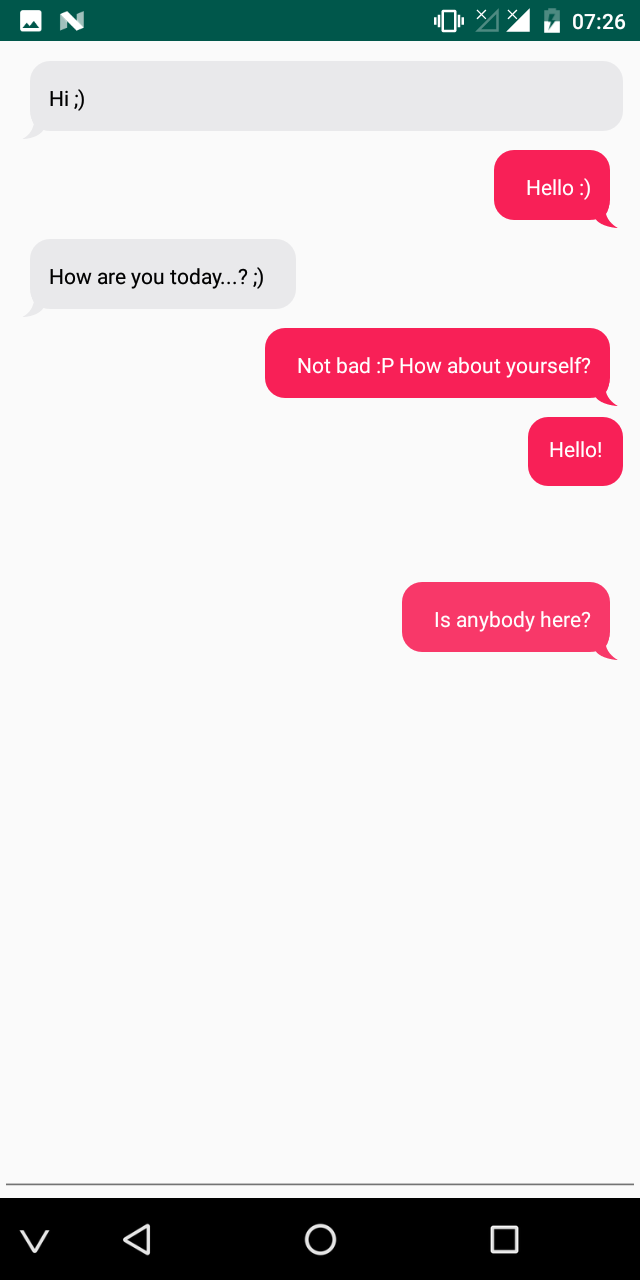 07:26
Hi ;)
Hello :)
How are you today...? ;)
Not bad :P How about yourself?
Hello!
Is anybody here?